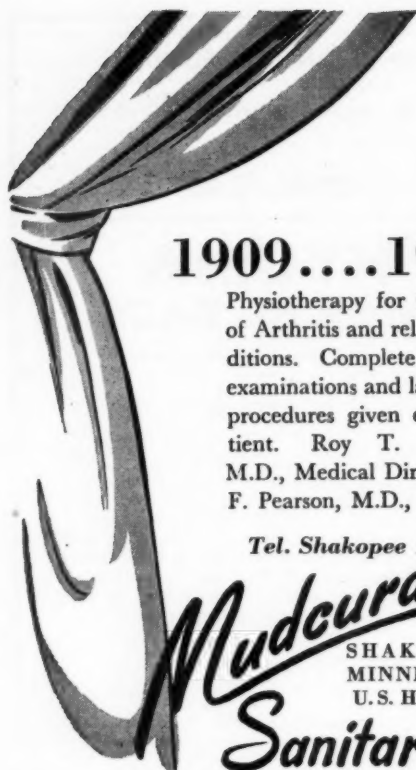 1909....1
Physiotherapy for
of Arthritis and rel
ditions. Complete
examinations and l
procedures given
tient. Roy T.
M.D., Medical Dir
F. Pearson, M.D.,
Tel. Shakopee
Mudcura
SHAK
MINN
U.S. H
Sanitar